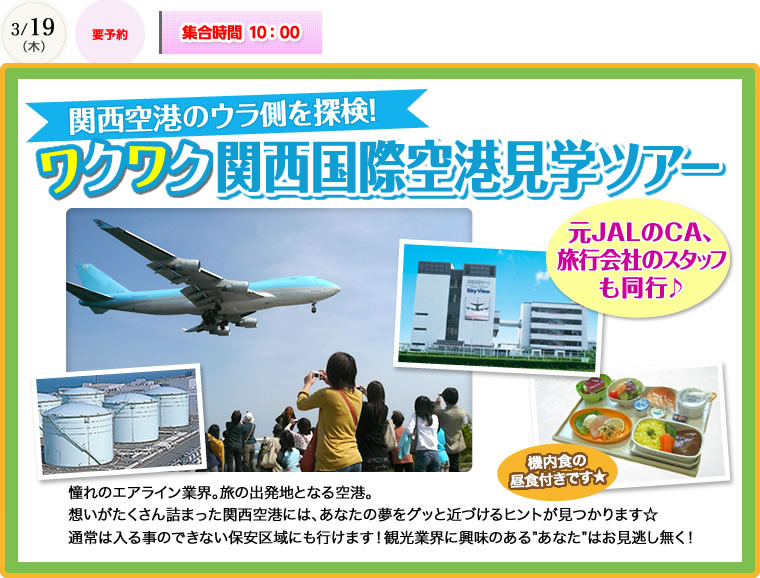 3/19
(木)
要予約
集合時間 10:00
関西空港のウラ側を探検!
ワクワク関西国際空港見学ツアー
元JALのCA、
旅行会社のスタッフ
も同行♪
Sky View
機内食の
昼食付きです★
憧れのエアライン業界。旅の出発地となる空港。
想いがたくさん詰まった関西空港には、あなたの夢をグッと近づけるヒントが見つかります☆
通常は入る事のできない保安区域にも行けます!観光業界に興味のある"あなた"はお見逃し無く!